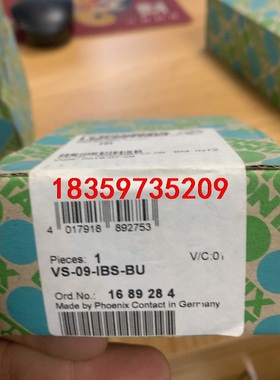 18359735209
4 017918 892753
Pieces: 1
V/C:0
VS-09-IBS-BU
Ord No.: 16 89 28 4
Made by Phoenix Contact in Germany